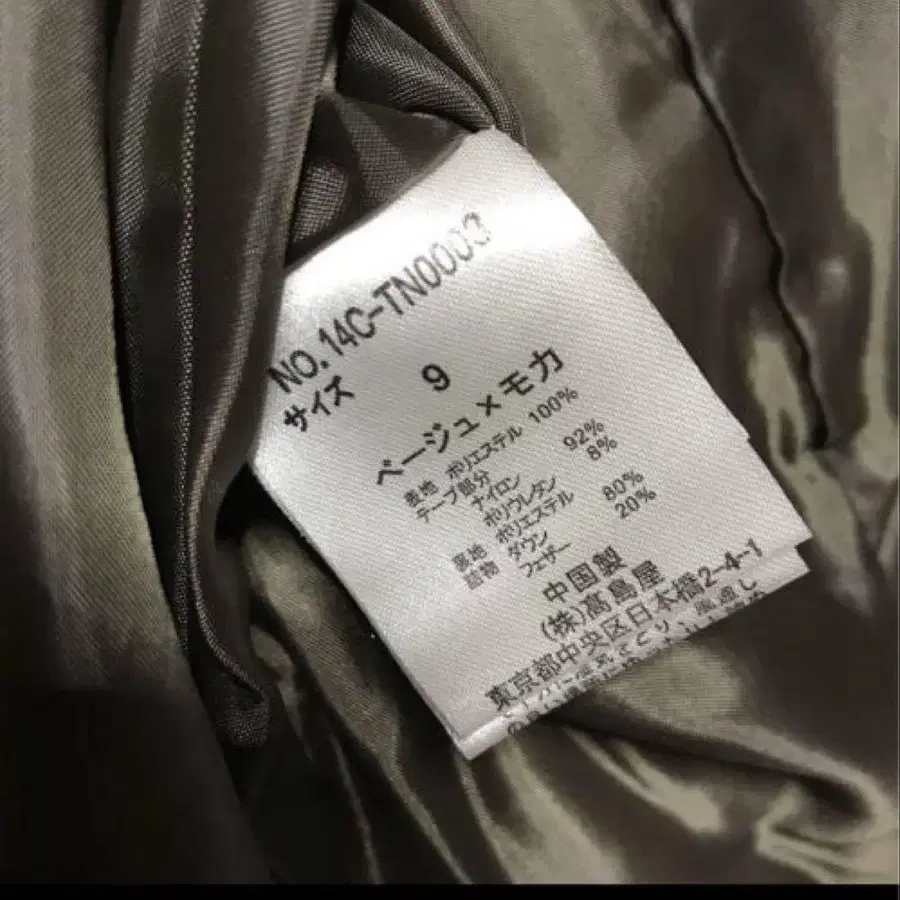 NO.14C-TN0003
サイズ 9
ベージュ×モカ
表地 ポリエステル 100%
テープ部分
ナイロン 92%
ポリウレタン 8%
裏地 ポリエステル
詰物 ダウン 80%
フェザー 20%
中国製
(株)髙島屋
東京都中央区日本橋2-4-1